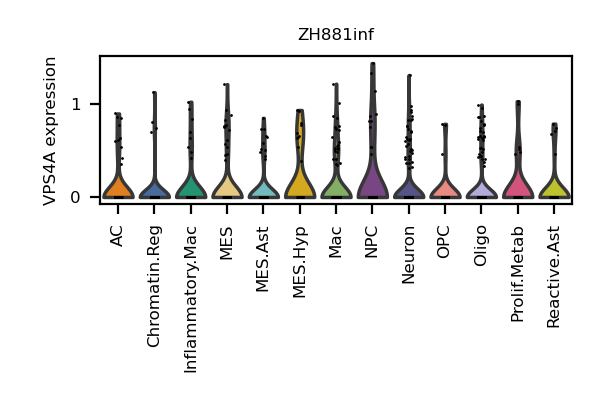 ZH881inf
VPS4A expression
1
0
AC
Chromatin.Reg
Inflammatory.Mac
MES
MES.Ast
MES.Hyp
Mac
NPC
Neuron
OPC
Oligo
Prolif.Metab
Reactive.Ast